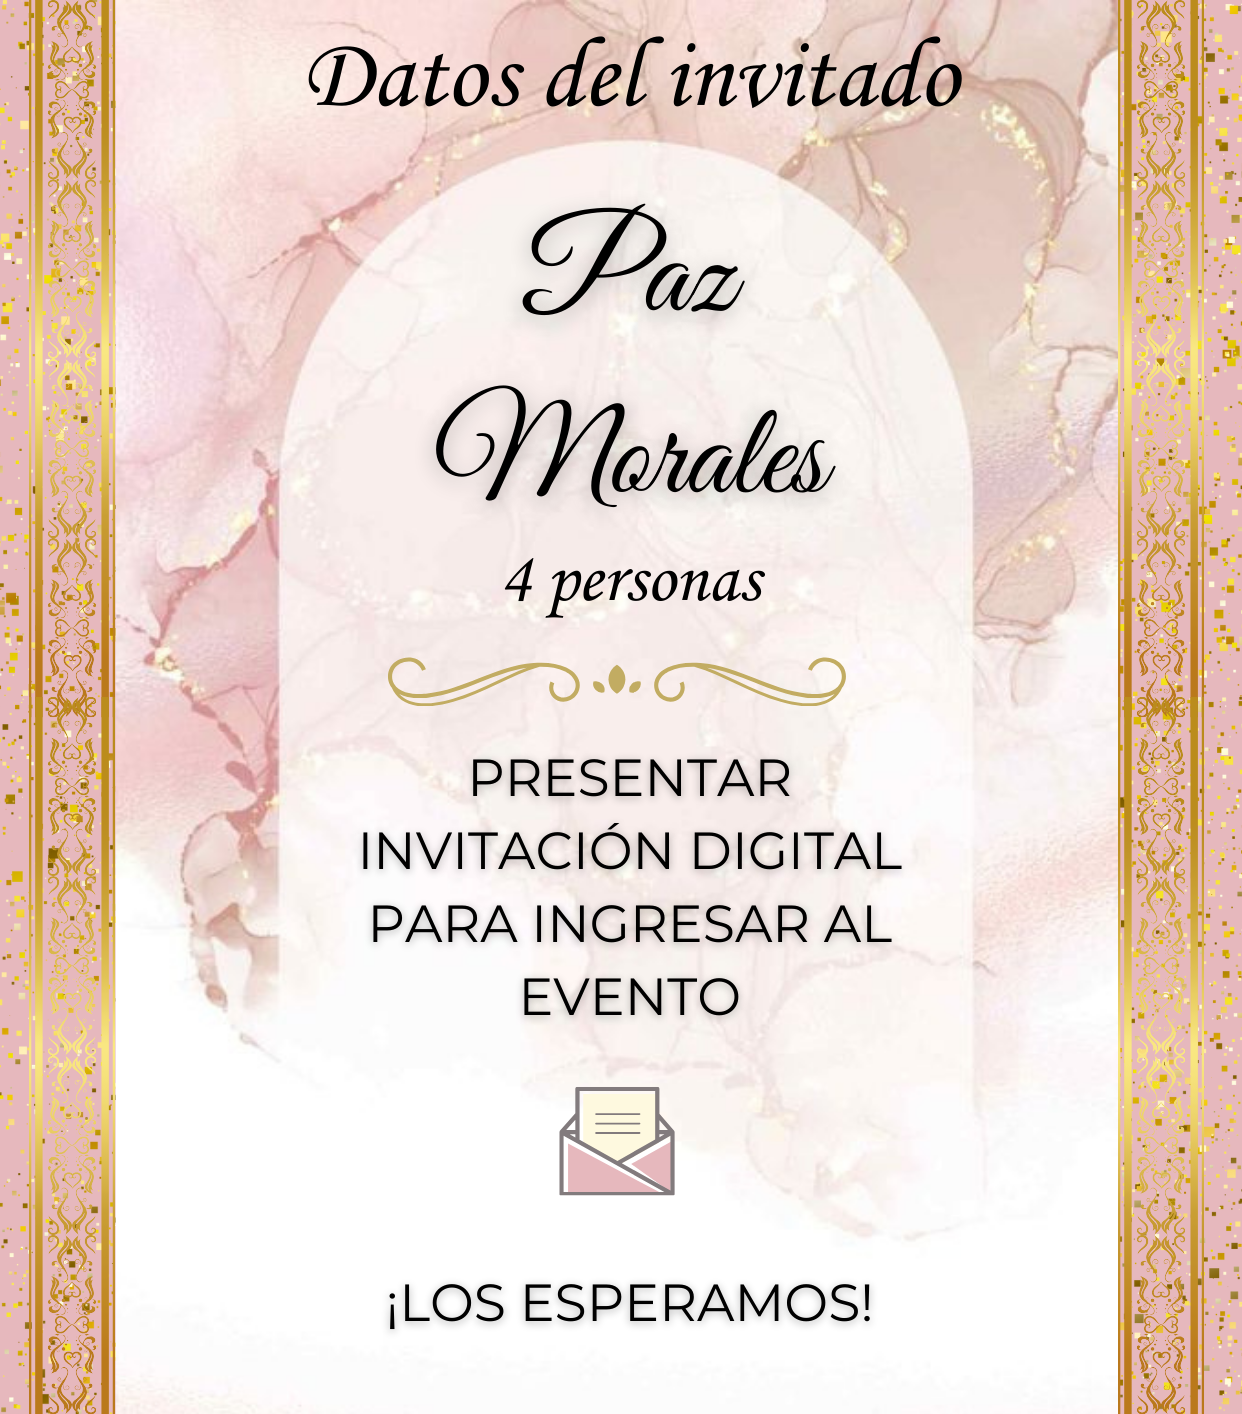 Datos del invitado
Paz
Morales
4 personas
PRESENTAR
INVITACIÓN DIGITAL
PARA INGRESAR AL
EVENTO
¡LOS ESPERAMOS!